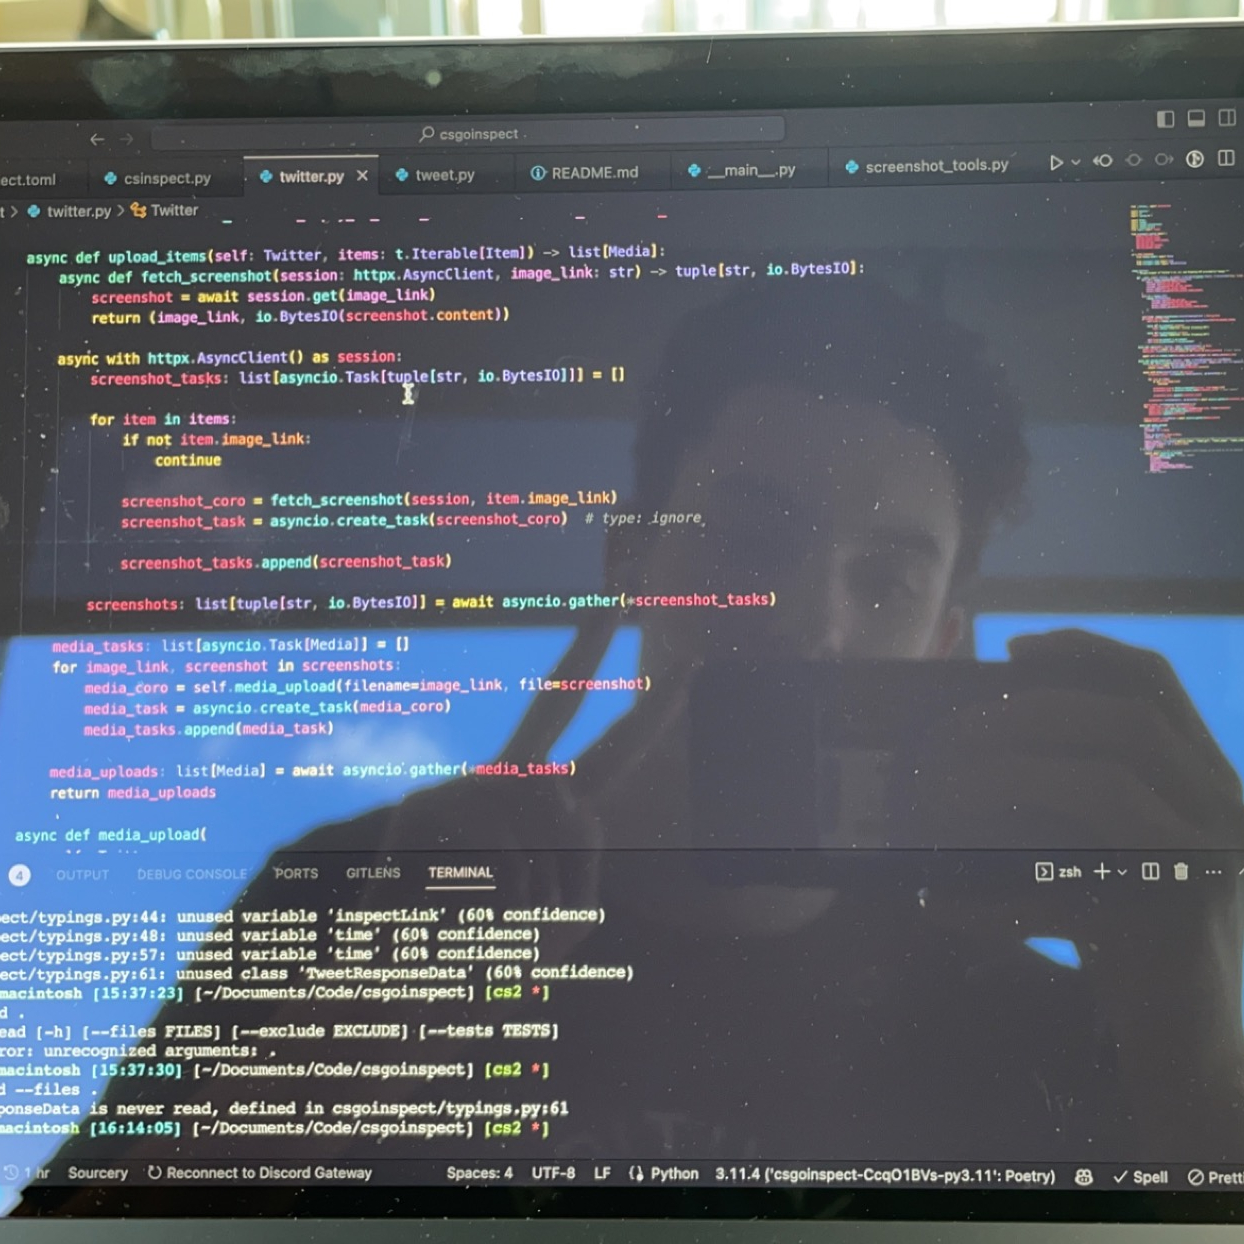 csgoinspect
ect.toml csinspect.py twitter.py × tweet.py README.md __main__.py screenshot_tools.py
t > twitter.py > Twitter
async def upload_items(self: Twitter, items: t.Iterable[Item]) -> list[Media]:
async def fetch_screenshot(session: httpx.AsyncClient, image_link: str) -> tuple[str, io.BytesIO]:
screenshot = await session.get(image_link)
return (image_link, io.BytesIO(screenshot.content))
async with httpx.AsyncClient() as session:
screenshot_tasks: list[asyncio.Task[tuple[str, io.BytesIO]]] = []
for item in items:
if not item.image_link:
continue
screenshot_coro = fetch_screenshot(session, item.image_link)
screenshot_task = asyncio.create_task(screenshot_coro) # type: ignore
screenshot_tasks.append(screenshot_task)
screenshots: list[tuple[str, io.BytesIO]] = await asyncio.gather(*screenshot_tasks)
media_tasks: list[asyncio.Task[Media]] = []
for image_link, screenshot in screenshots:
media_coro = self.media_upload(filename=image_link, file=screenshot)
media_task = asyncio.create_task(media_coro)
media_tasks.append(media_task)
media_uploads: list[Media] = await asyncio.gather(*media_tasks)
return media_uploads
async def media_upload(
4 OUTPUT DEBUG CONSOLE PORTS GITLENS TERMINAL zsh
ect/typings.py:44: unused variable 'inspectLink' (60% confidence)
ect/typings.py:48: unused variable 'time' (60% confidence)
ect/typings.py:57: unused variable 'time' (60% confidence)
ect/typings.py:61: unused class 'TweetResponseData' (60% confidence)
macintosh [15:37:23] [~/Documents/Code/csgoinspect] [cs2 *]
d .
ead [-h] [--files FILES] [--exclude EXCLUDE] [--tests TESTS]
ror: unrecognized arguments: .
macintosh [15:37:30] [~/Documents/Code/csgoinspect] [cs2 *]
d --files .
ponseData is never read, defined in csgoinspect/typings.py:61
macintosh [16:14:05] [~/Documents/Code/csgoinspect] [cs2 *]
1 hr Sourcery Reconnect to Discord Gateway Spaces: 4 UTF-8 LF Python 3.11.4 ('csgoinspect-CcqO1BVs-py3.11': Poetry) Spell Pretti